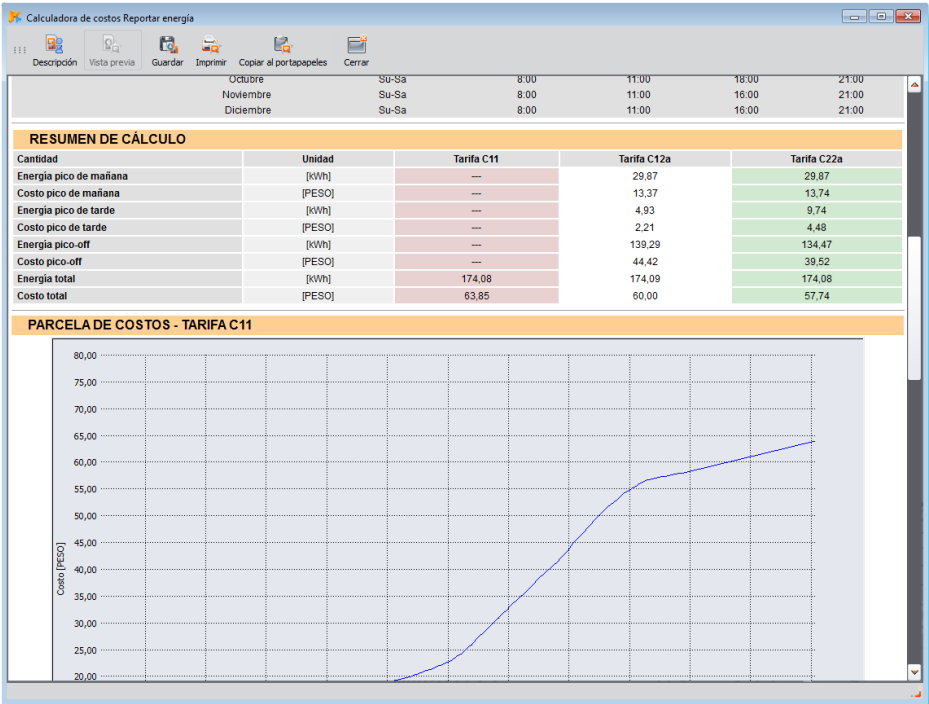 Calculadora de costos Reportar energía
Descripción Vista previa Guardar Imprimir Copiar al portapapeles Cerrar
Octubre Su-Sa 8:00 11:00 18:00 21:00
Noviembre Su-Sa 8:00 11:00 16:00 21:00
Diciembre Su-Sa 8:00 11:00 16:00 21:00
RESUMEN DE CÁLCULO
Cantidad Unidad Tarifa C11 Tarifa C12a Tarifa C22a
Energia pico de mañana [kWh] --- 29,87 29,87
Costo pico de mañana [PESO] --- 13,37 13,74
Energia pico de tarde [kWh] --- 4,93 9,74
Costo pico de tarde [PESO] --- 2,21 4,48
Energia pico-off [kWh] --- 139,29 134,47
Costo pico-off [PESO] --- 44,42 39,52
Energia total [kWh] 174,08 174,09 174,08
Costo total [PESO] 63,85 60,00 57,74
PARCELA DE COSTOS - TARIFA C11
80,00
75,00
70,00
65,00
60,00
55,00
50,00
45,00
40,00
35,00
30,00
25,00
20,00
Costo [PESO]